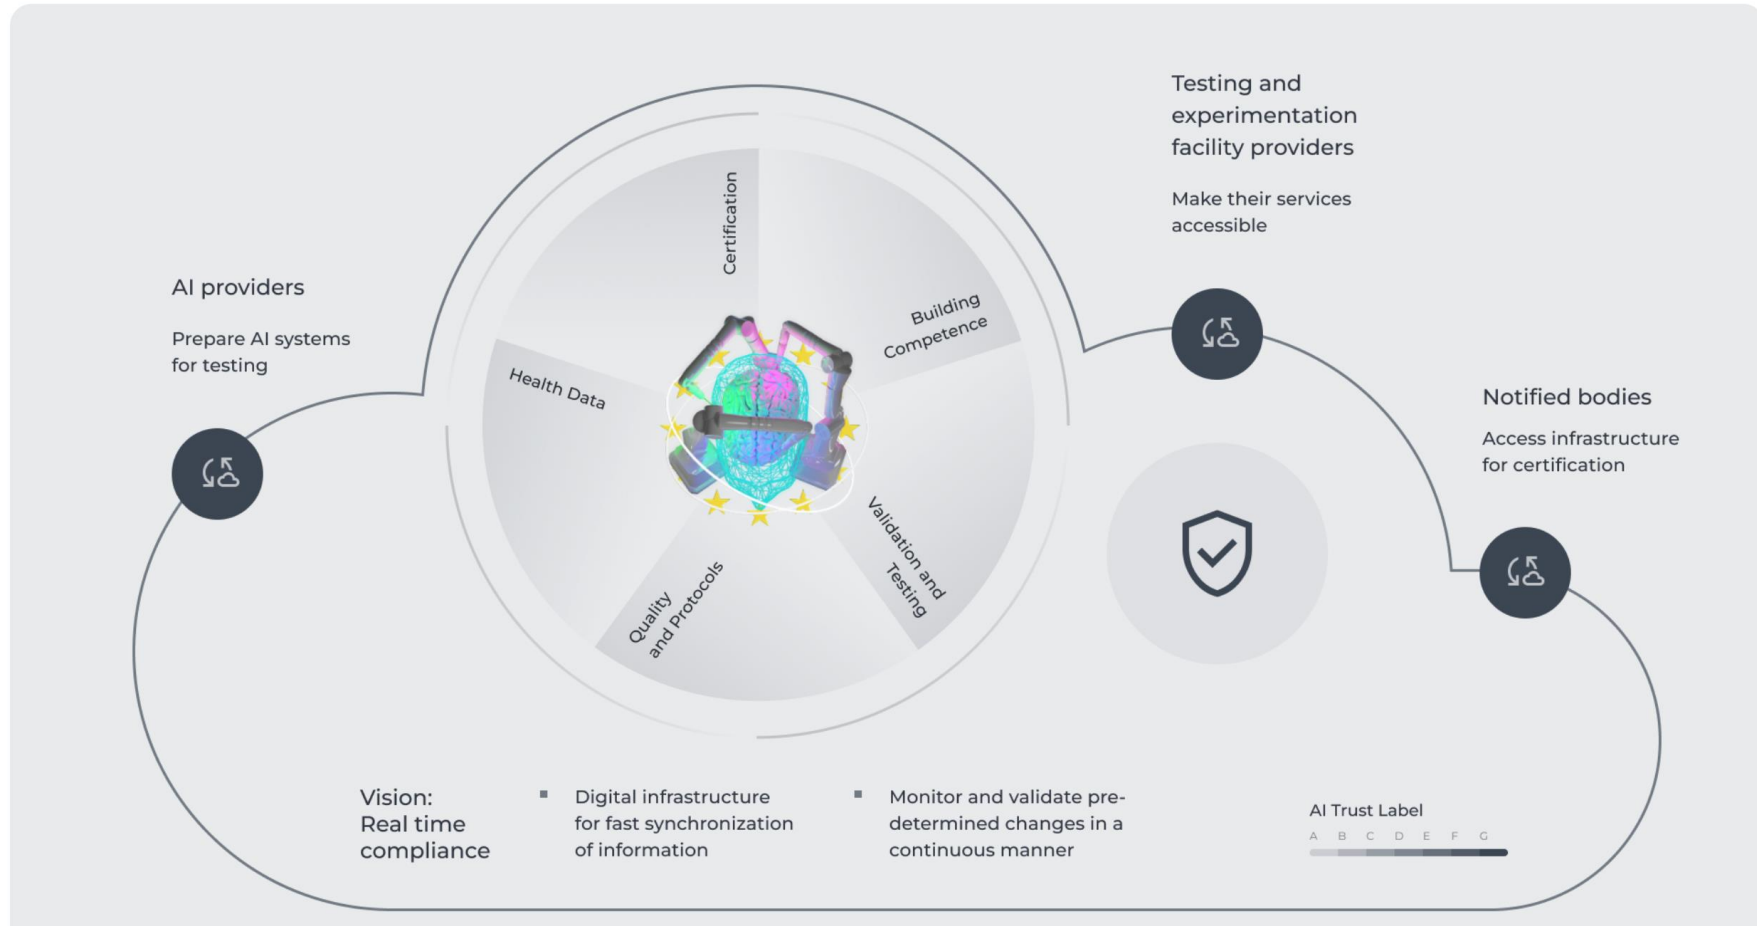 Testing and
experimentation
facility providers
Make their services
accessible
AI providers
Prepare AI systems
for testing
Notified bodies
Access infrastructure
for certification
Certification
Building
Competence
Health Data
Validation and
Testing
Quality
and Protocols
Vision:
Real time
compliance
Digital infrastructure
for fast synchronization
of information
Monitor and validate pre-
determined changes in a
continuous manner
AI Trust Label
A B C D E F G